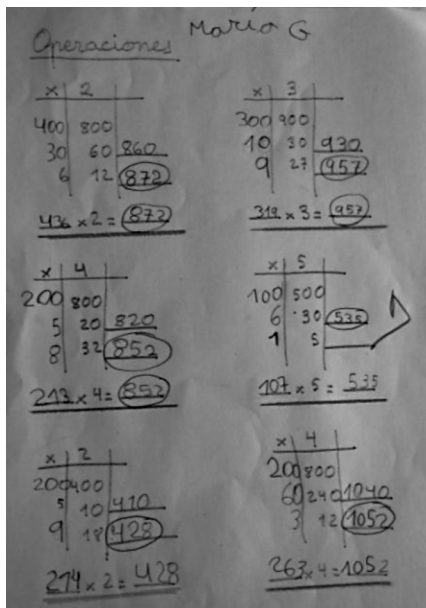 María G
Operaciones
x 2
400 800
30 60 860
6 12 872
436 x 2 = 872
x 3
300 900
10 30 930
9 27 957
319 x 3 = 957
x 4
200 800
5 20 820
8 32 852
213 x 4 = 852
x 5
100 500
6 30 535
1 5
107 x 5 = 535
x 2
200 400
5 10 410
9 18 428
214 x 2 = 428
x 4
200 800
60 240 1040
3 12 1052
263 x 4 = 1052